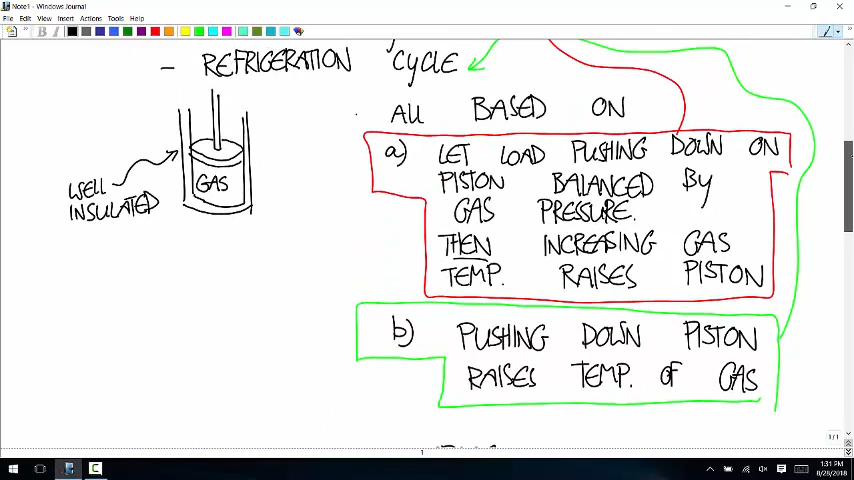 Note1 - Windows Journal
File Edit View Insert Actions Tools Help
- REFRIGERATION CYCLE
ALL BASED ON
a) LET LOAD PUSHING DOWN ON
PISTON BALANCED BY
GAS PRESSURE.
THEN INCREASING GAS
TEMP. RAISES PISTON
GAS
WELL
INSULATED
b) PUSHING DOWN PISTON
RAISES TEMP. OF GAS
1/1
1
1:31 PM
8/28/2018